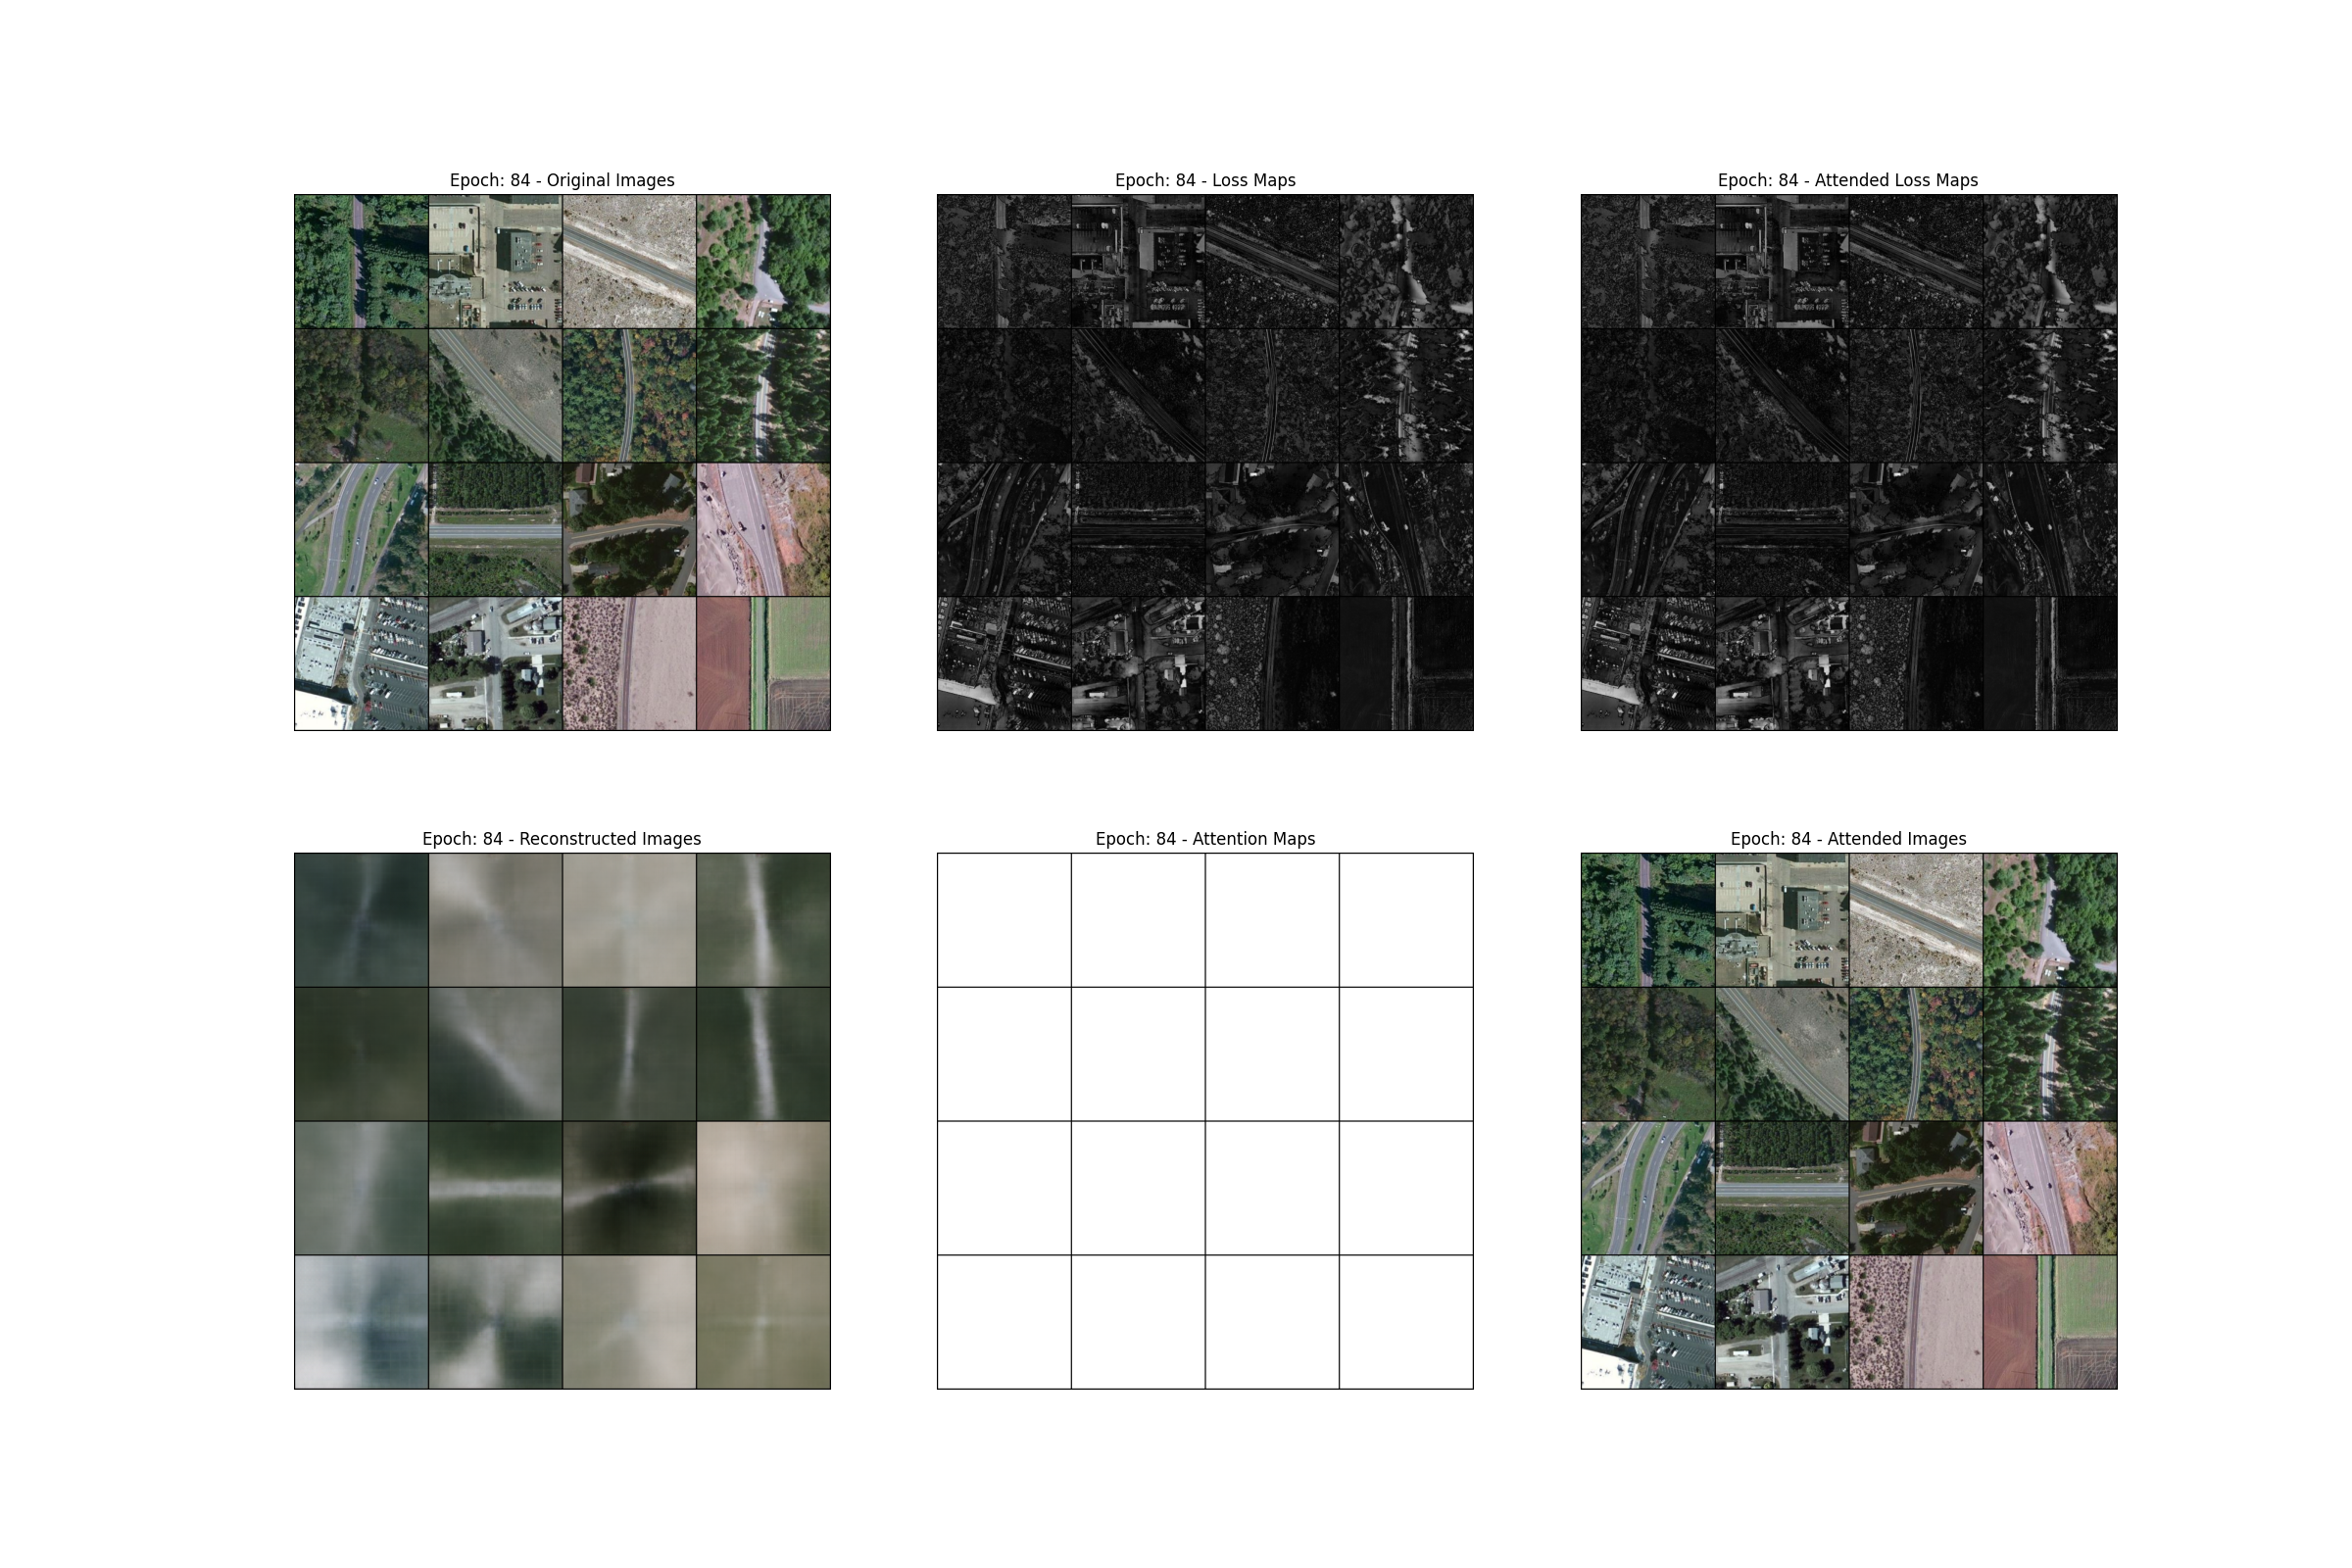 Epoch: 84 - Original Images
Epoch: 84 - Loss Maps
Epoch: 84 - Attended Loss Maps
Epoch: 84 - Reconstructed Images
Epoch: 84 - Attention Maps
Epoch: 84 - Attended Images